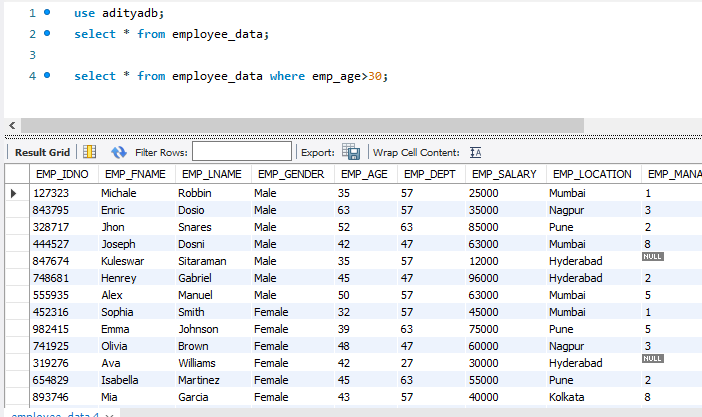 1 use adityadb;
2 select * from employee_data;
3
4 select * from employee_data where emp_age>30;
Result Grid Filter Rows: Export: Wrap Cell Content:
EMP_IDNO EMP_FNAME EMP_LNAME EMP_GENDER EMP_AGE EMP_DEPT EMP_SALARY EMP_LOCATION EMP_MANA
127323 Michale Robbin Male 35 57 25000 Mumbai 1
843795 Enric Dosio Male 63 57 35000 Nagpur 3
328717 Jhon Snares Male 52 63 85000 Pune 2
444527 Joseph Dosni Male 42 47 63000 Mumbai 8
847674 Kuleswar Sitaraman Male 35 57 12000 Hyderabad NULL
748681 Henrey Gabriel Male 45 47 96000 Hyderabad 2
555935 Alex Manuel Male 50 57 63000 Mumbai 5
452316 Sophia Smith Female 32 57 45000 Mumbai 1
982415 Emma Johnson Female 39 63 75000 Pune 5
741925 Olivia Brown Female 48 47 60000 Nagpur 3
319276 Ava Williams Female 42 27 30000 Hyderabad NULL
654829 Isabella Martinez Female 45 63 55000 Pune 2
893746 Mia Garcia Female 43 57 40000 Kolkata 8
employee_data 4